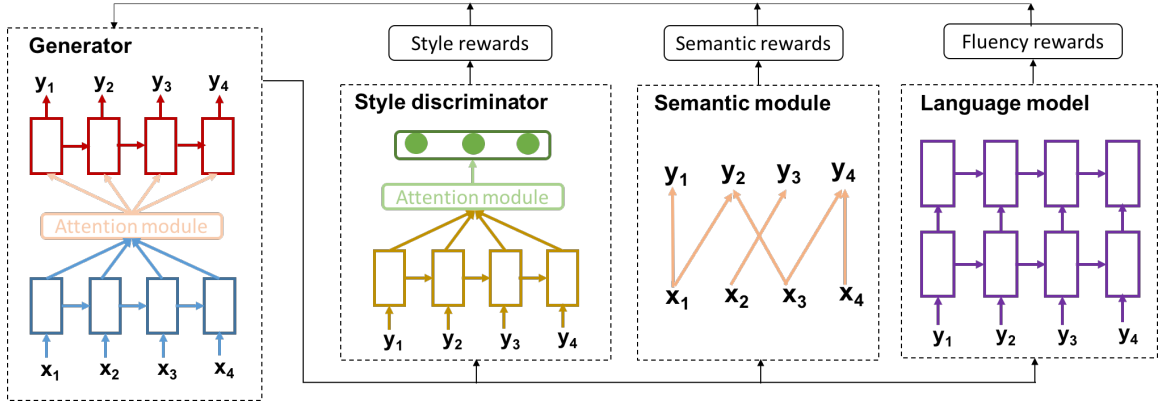 Style rewards
Semantic rewards
Fluency rewards
Generator
y1 y2 y3 y4
Attention module
x1 x2 x3 x4
Style discriminator
Attention module
y1 y2 y3 y4
Semantic module
y1 y2 y3 y4
x1 x2 x3 x4
Language model
y1 y2 y3 y4